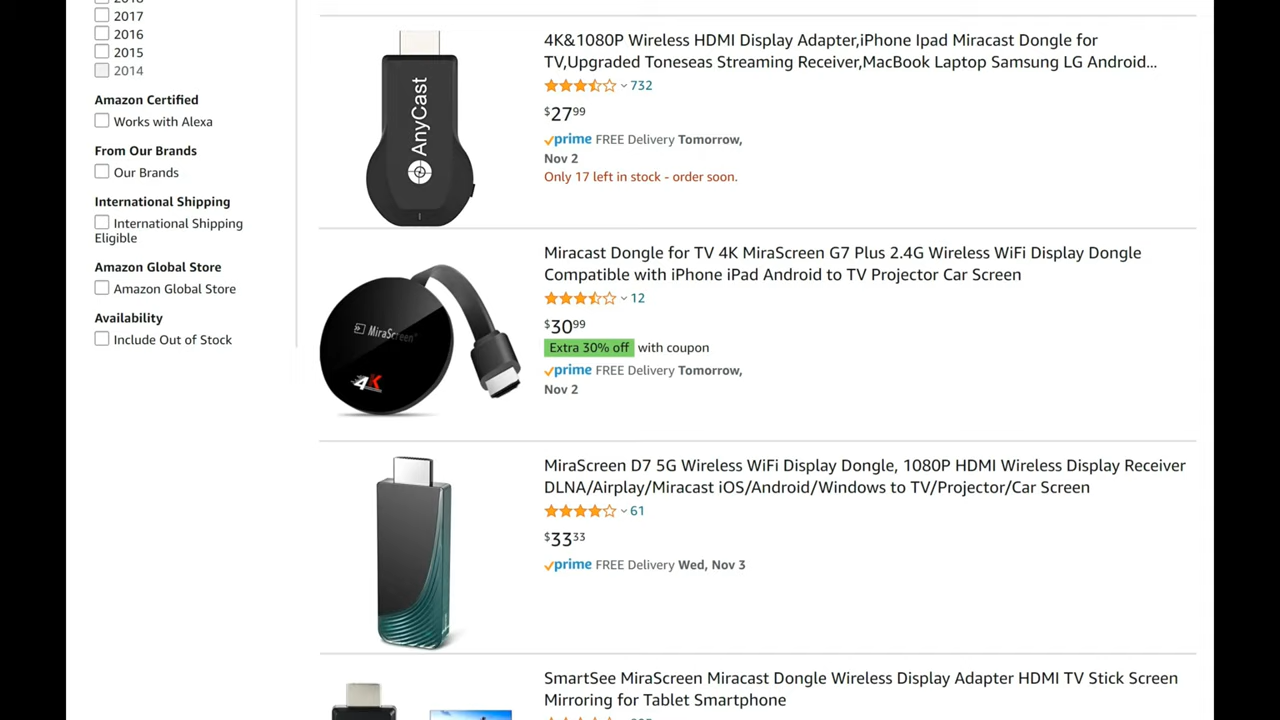 2017
2016
2015
2014
Amazon Certified
Works with Alexa
From Our Brands
Our Brands
International Shipping
International Shipping
Eligible
Amazon Global Store
Amazon Global Store
Availability
Include Out of Stock
AnyCast
4K&1080P Wireless HDMI Display Adapter,iPhone Ipad Miracast Dongle for
TV,Upgraded Toneseas Streaming Receiver,MacBook Laptop Samsung LG Android...
732
$27.99
prime FREE Delivery Tomorrow,
Nov 2
Only 17 left in stock - order soon.
MiraScreen
4K
Miracast Dongle for TV 4K MiraScreen G7 Plus 2.4G Wireless WiFi Display Dongle
Compatible with iPhone iPad Android to TV Projector Car Screen
12
$30.99
Extra 30% off with coupon
prime FREE Delivery Tomorrow,
Nov 2
MiraScreen D7 5G Wireless WiFi Display Dongle, 1080P HDMI Wireless Display Receiver
DLNA/Airplay/Miracast iOS/Android/Windows to TV/Projector/Car Screen
61
$33.33
prime FREE Delivery Wed, Nov 3
SmartSee MiraScreen Miracast Dongle Wireless Display Adapter HDMI TV Stick Screen
Mirroring for Tablet Smartphone